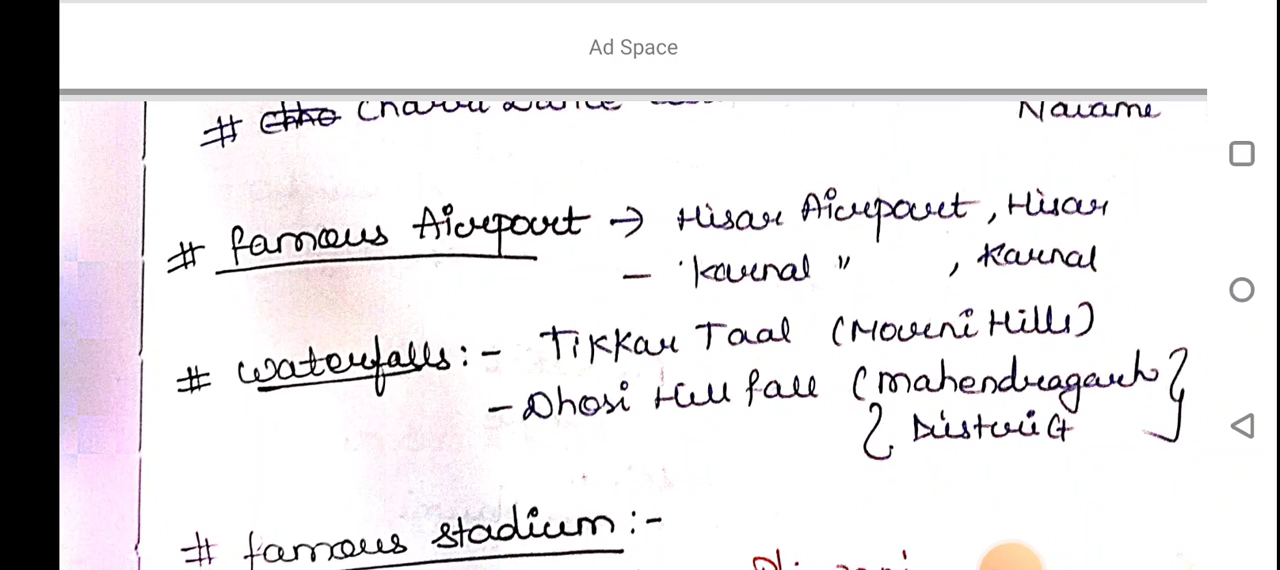 Ad Space
#
# famous Airport → Hisar Airport, Hisar
- Karnal " , Karnal
# Waterfalls :- Tikkar Taal (Morni Hills)
- Dhosi Hill fall (Mahendragarh
District
# famous stadium :-